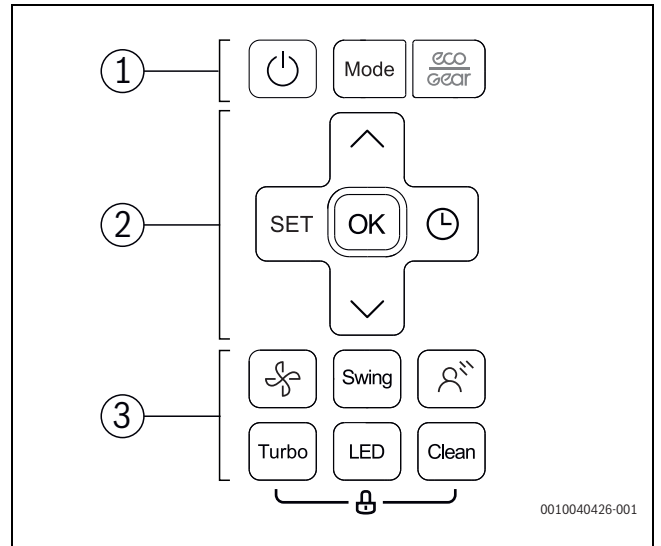 1
Mode
eco
Gear
2
SET
OK
3
Swing
Turbo
LED
Clean
0010040426-001